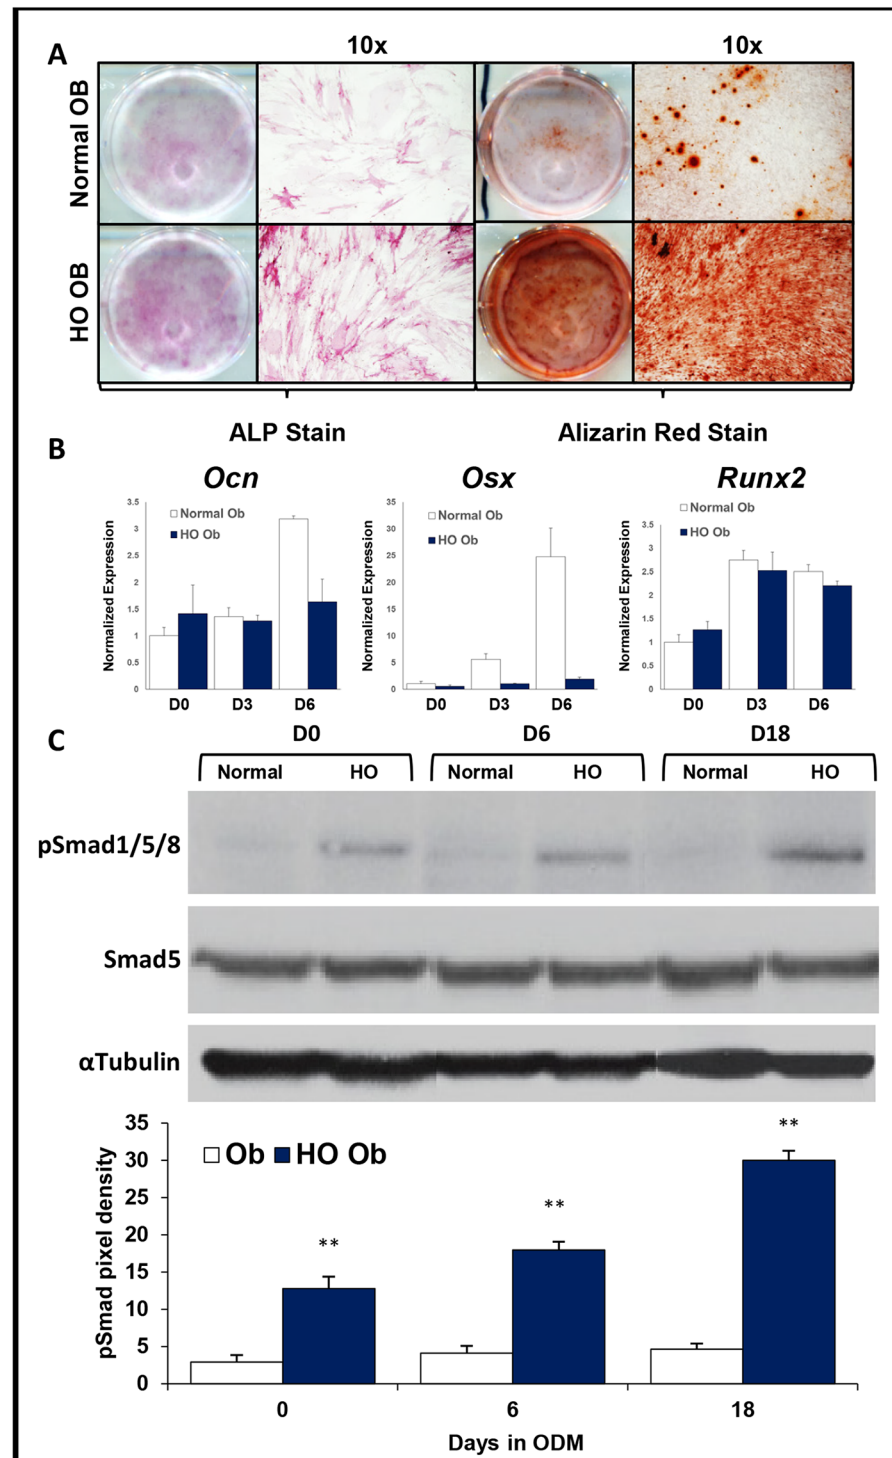 A
10x
10x
Normal OB
HO OB
ALP Stain
Alizarin Red Stain
B
Ocn
Osx
Runx2
Normalized Expression
3.5
3
2.5
2
1.5
1
0.5
0
Normal Ob
HO Ob
D0
D3
D6
Normalized Expression
35
30
25
20
15
10
5
0
Normal Ob
HO Ob
D0
D3
D6
Normalized Expression
3.5
3
2.5
2
1.5
1
0.5
0
Normal Ob
HO Ob
D0
D3
D6
C
D0
D6
D18
Normal
HO
Normal
HO
Normal
HO
pSmad1/5/8
Smad5
αTubulin
pSmad pixel density
35
30
25
20
15
10
5
0
Ob
HO Ob
**
**
**
0
6
18
Days in ODM